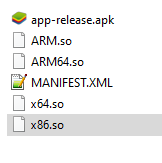 app-release.apk
ARM.so
ARM64.so
MANIFEST.XML
x64.so
x86.so